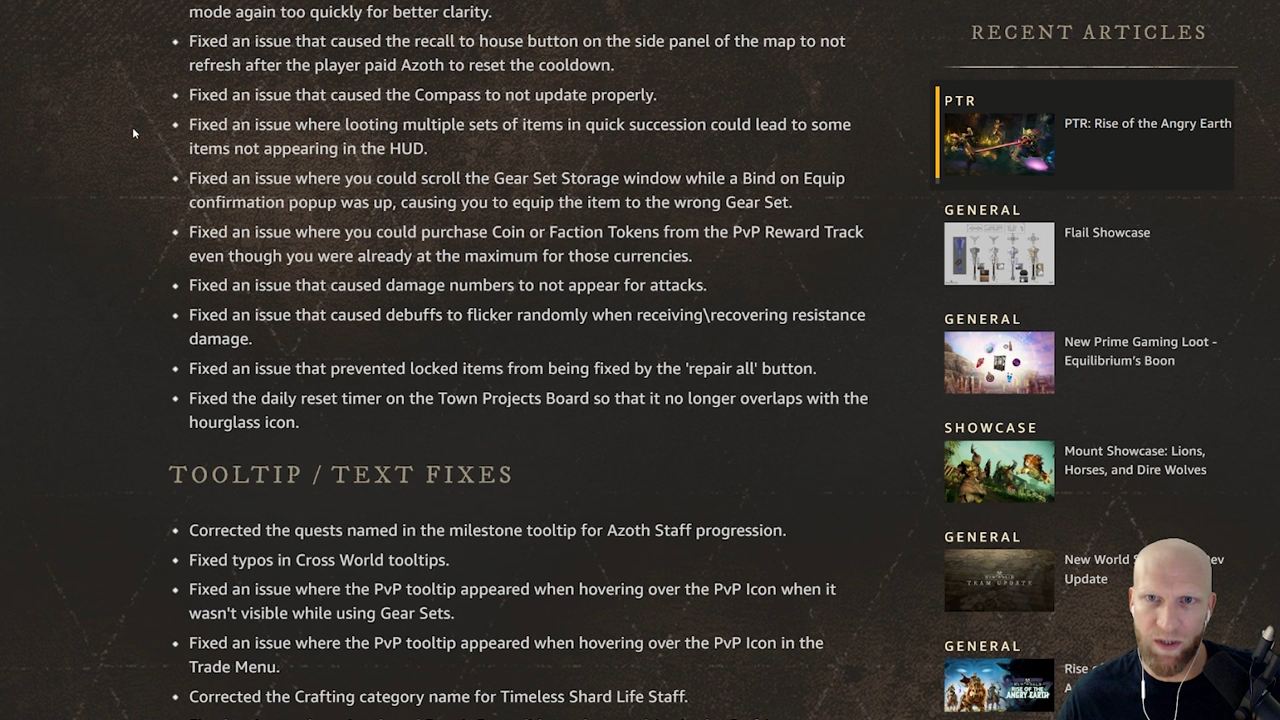 mode again too quickly for better clarity.
Fixed an issue that caused the recall to house button on the side panel of the map to not
refresh after the player paid Azoth to reset the cooldown.
Fixed an issue that caused the Compass to not update properly.
Fixed an issue where looting multiple sets of items in quick succession could lead to some
items not appearing in the HUD.
Fixed an issue where you could scroll the Gear Set Storage window while a Bind on Equip
confirmation popup was up, causing you to equip the item to the wrong Gear Set.
Fixed an issue where you could purchase Coin or Faction Tokens from the PvP Reward Track
even though you were already at the maximum for those currencies.
Fixed an issue that caused damage numbers to not appear for attacks.
Fixed an issue that caused debuffs to flicker randomly when receiving\recovering resistance
damage.
Fixed an issue that prevented locked items from being fixed by the 'repair all' button.
Fixed the daily reset timer on the Town Projects Board so that it no longer overlaps with the
hourglass icon.
TOOLTIP / TEXT FIXES
Corrected the quests named in the milestone tooltip for Azoth Staff progression.
Fixed typos in Cross World tooltips.
Fixed an issue where the PvP tooltip appeared when hovering over the PvP Icon when it
wasn't visible while using Gear Sets.
Fixed an issue where the PvP tooltip appeared when hovering over the PvP Icon in the
Trade Menu.
Corrected the Crafting category name for Timeless Shard Life Staff.
RECENT ARTICLES
PTR
PTR: Rise of the Angry Earth
GENERAL
Flail Showcase
GENERAL
New Prime Gaming Loot -
Equilibrium's Boon
SHOWCASE
Mount Showcase: Lions,
Horses, and Dire Wolves
GENERAL
New World
Update
TEAM UPDATE
GENERAL
RISE OF THE
ANGRY EARTH